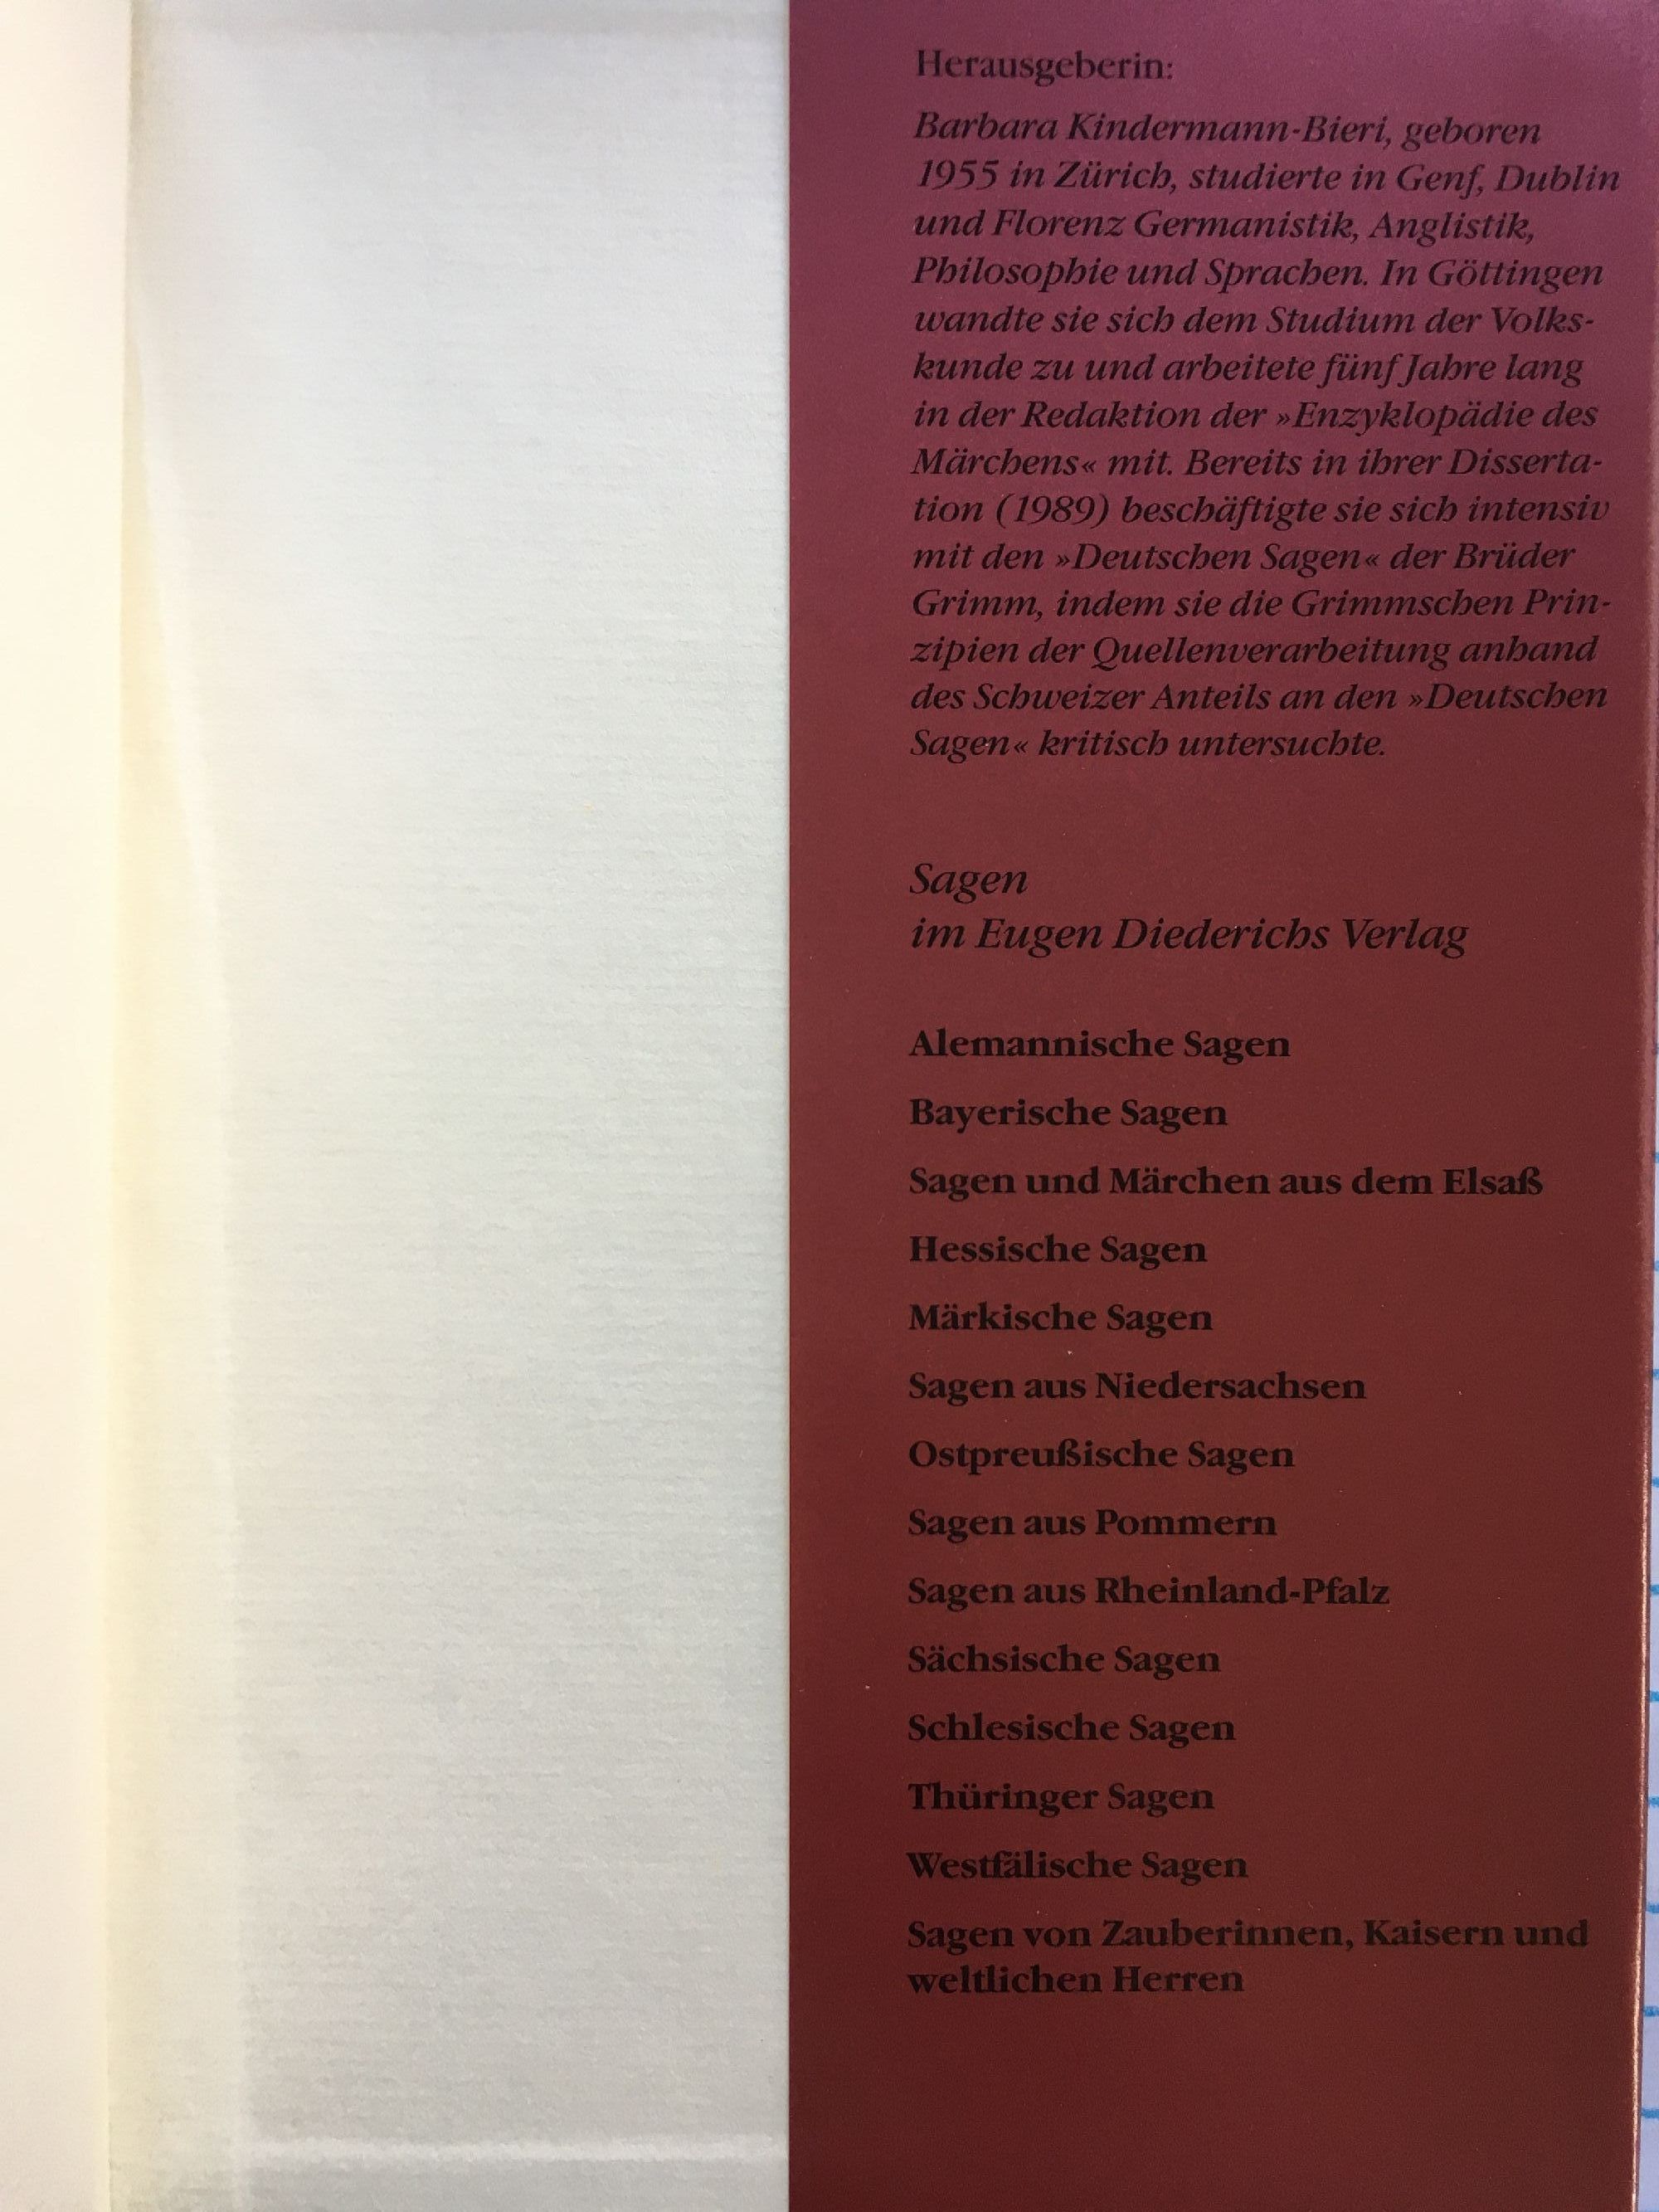 Herausgeberin:
Barbara Kindermann-Bieri, geboren
1955 in Zürich, studierte in Genf, Dublin
und Florenz Germanistik, Anglistik,
Philosophie und Sprachen. In Göttingen
wandte sie sich dem Studium der Volks-
kunde zu und arbeitete fünf Jahre lang
in der Redaktion der »Enzyklopädie des
Märchens« mit. Bereits in ihrer Disserta-
tion (1989) beschäftigte sie sich intensiv
mit den »Deutschen Sagen« der Brüder
Grimm, indem sie die Grimmschen Prin-
zipien der Quellenverarbeitung anhand
des Schweizer Anteils an den »Deutschen
Sagen« kritisch untersuchte.
Sagen
im Eugen Diederichs Verlag
Alemannische Sagen
Bayerische Sagen
Sagen und Märchen aus dem Elsaß
Hessische Sagen
Märkische Sagen
Sagen aus Niedersachsen
Ostpreußische Sagen
Sagen aus Pommern
Sagen aus Rheinland-Pfalz
Sächsische Sagen
Schlesische Sagen
Thüringer Sagen
Westfälische Sagen
Sagen von Zauberinnen, Kaisern und
weltlichen Herren